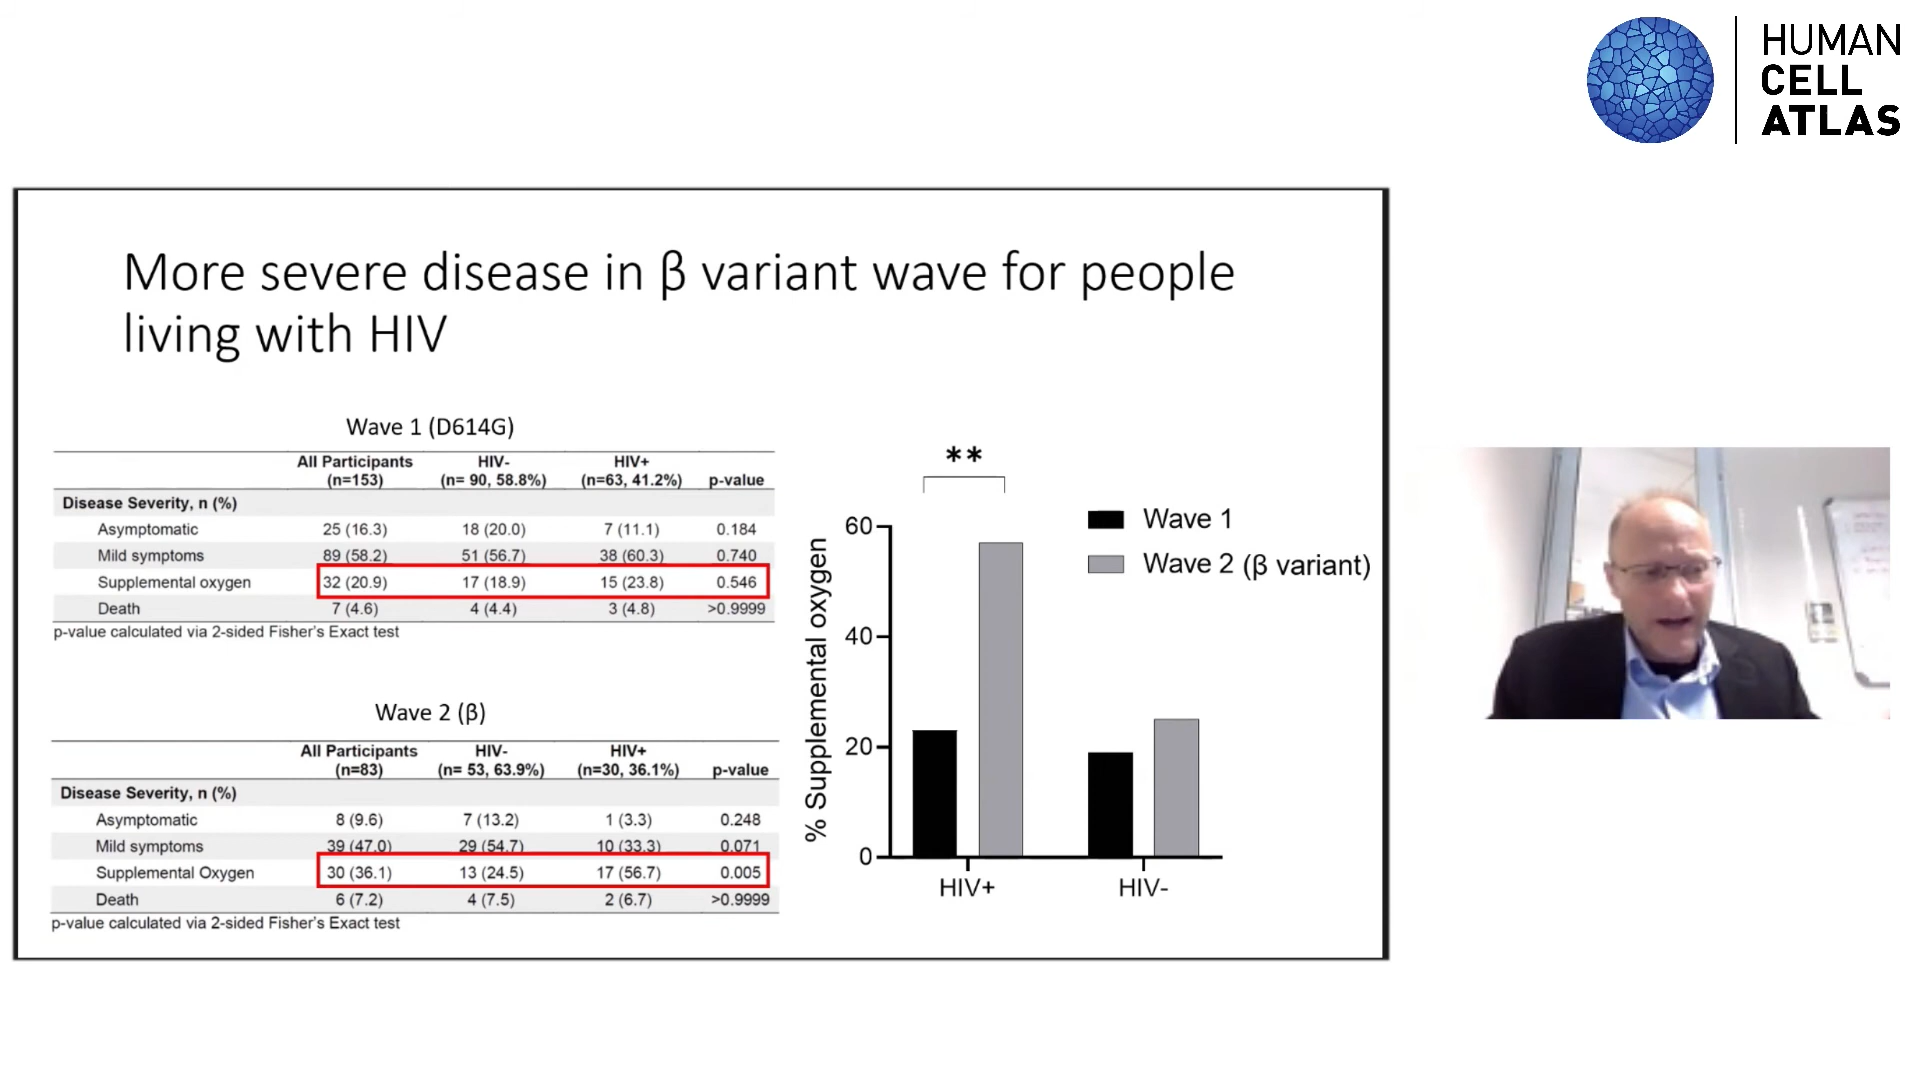 HUMAN
CELL
ATLAS
More severe disease in β variant wave for people
living with HIV
Wave 1 (D614G)
All Participants HIV- HIV+
(n=153) (n= 90, 58.8%) (n=63, 41.2%) p-value
Disease Severity, n (%)
Asymptomatic 25 (16.3) 18 (20.0) 7 (11.1) 0.184
Mild symptoms 89 (58.2) 51 (56.7) 38 (60.3) 0.740
Supplemental oxygen 32 (20.9) 17 (18.9) 15 (23.8) 0.546
Death 7 (4.6) 4 (4.4) 3 (4.8) >0.9999
p-value calculated via 2-sided Fisher's Exact test
Wave 2 (β)
All Participants HIV- HIV+
(n=83) (n= 53, 63.9%) (n=30, 36.1%) p-value
Disease Severity, n (%)
Asymptomatic 8 (9.6) 7 (13.2) 1 (3.3) 0.248
Mild symptoms 39 (47.0) 29 (54.7) 10 (33.3) 0.071
Supplemental Oxygen 30 (36.1) 13 (24.5) 17 (56.7) 0.005
Death 6 (7.2) 4 (7.5) 2 (6.7) >0.9999
p-value calculated via 2-sided Fisher's Exact test
**
Wave 1
Wave 2 (β variant)
% Supplemental oxygen
60
40
20
0
HIV+ HIV-